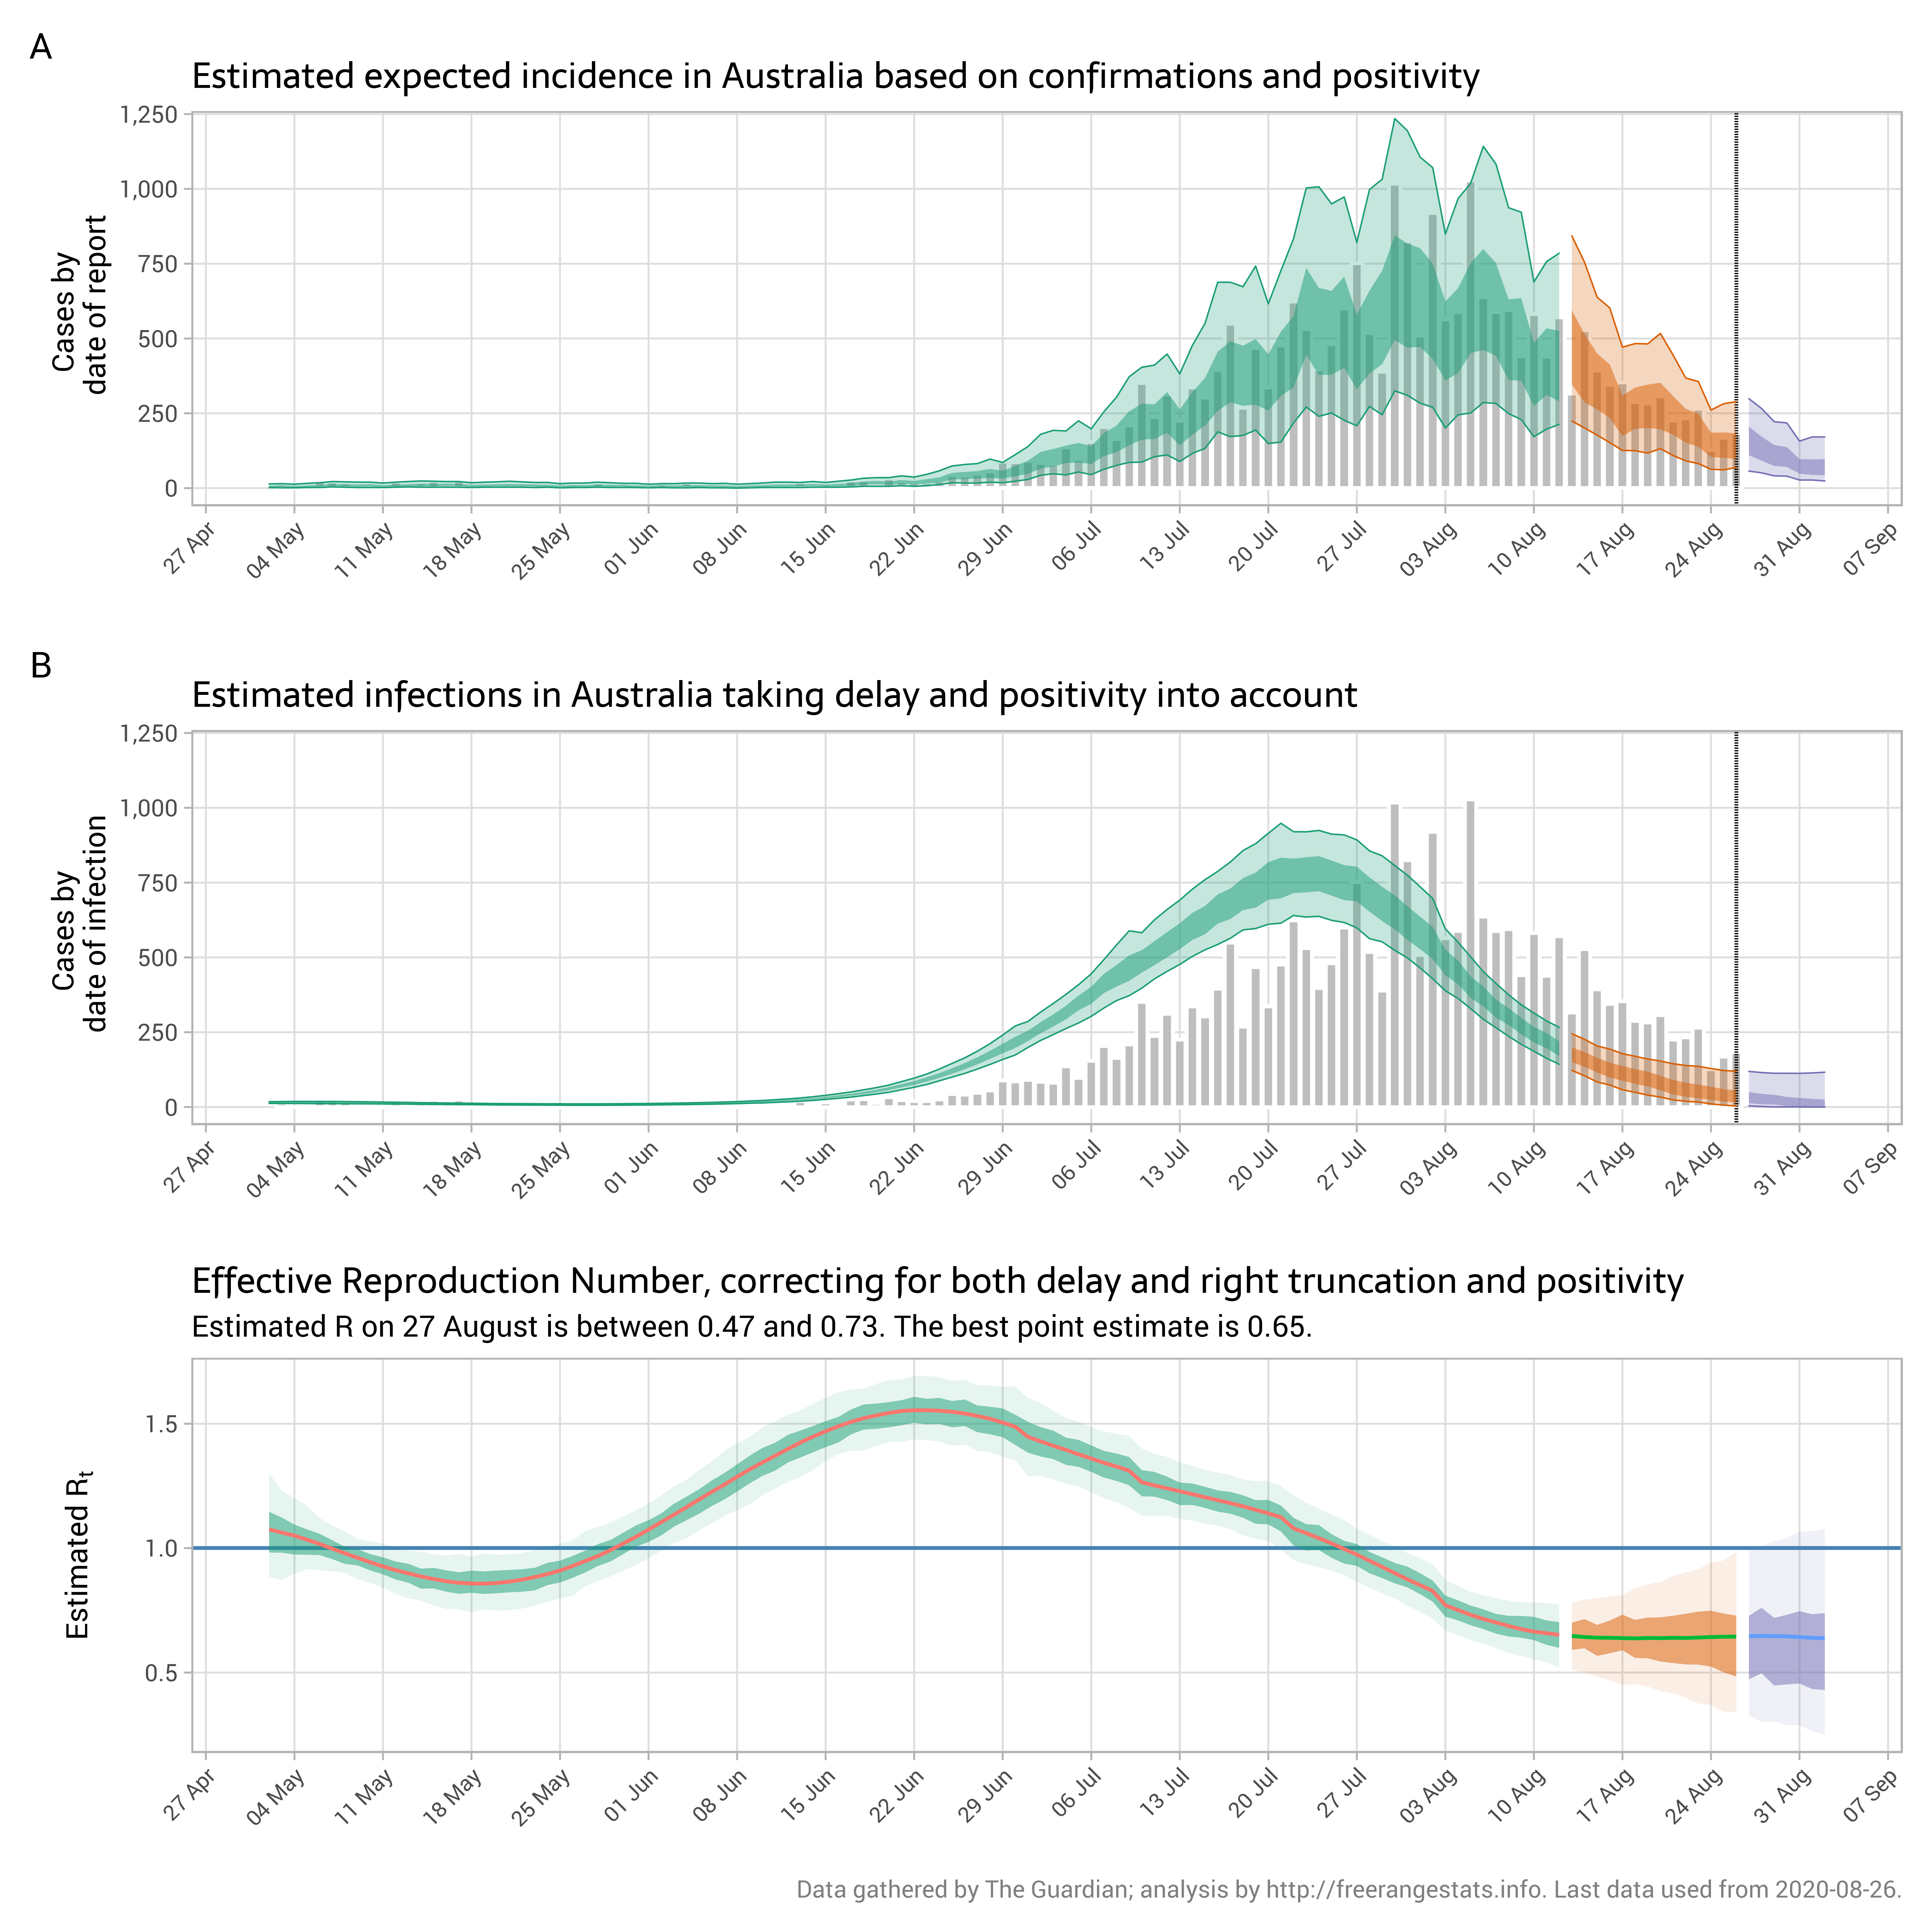 A
Estimated expected incidence in Australia based on confirmations and positivity
1,250
1,000
750
500
250
0
Cases by
date of report
27 Apr
04 May
11 May
18 May
25 May
01 Jun
08 Jun
15 Jun
22 Jun
29 Jun
06 Jul
13 Jul
20 Jul
27 Jul
03 Aug
10 Aug
17 Aug
24 Aug
31 Aug
07 Sep
B
Estimated infections in Australia taking delay and positivity into account
1,250
1,000
750
500
250
0
Cases by
date of infection
27 Apr
04 May
11 May
18 May
25 May
01 Jun
08 Jun
15 Jun
22 Jun
29 Jun
06 Jul
13 Jul
20 Jul
27 Jul
03 Aug
10 Aug
17 Aug
24 Aug
31 Aug
07 Sep
Effective Reproduction Number, correcting for both delay and right truncation and positivity
Estimated R on 27 August is between 0.47 and 0.73. The best point estimate is 0.65.
1.5
1.0
0.5
Estimated Rt
27 Apr
04 May
11 May
18 May
25 May
01 Jun
08 Jun
15 Jun
22 Jun
29 Jun
06 Jul
13 Jul
20 Jul
27 Jul
03 Aug
10 Aug
17 Aug
24 Aug
31 Aug
07 Sep
Data gathered by The Guardian; analysis by http://freerangestats.info. Last data used from 2020-08-26.